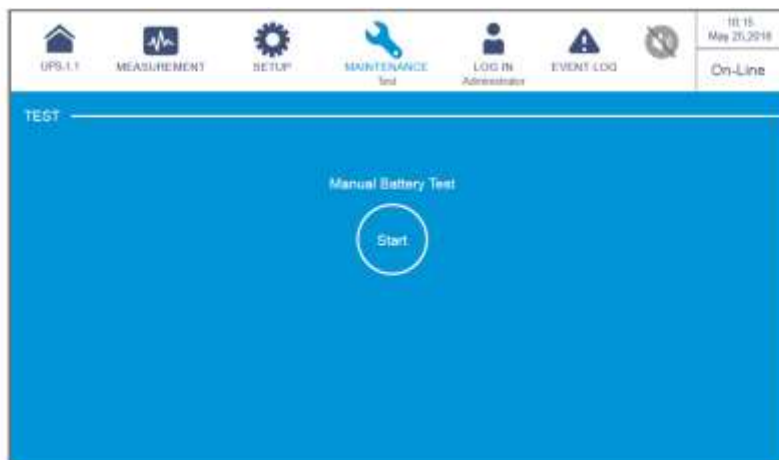 UPS-1.1
MEASUREMENT
SETUP
MAINTENANCE
Test
LOG IN
Administrator
EVENT LOG
10:15
May 25,2018
On-Line
TEST
Manual Battery Test
Start